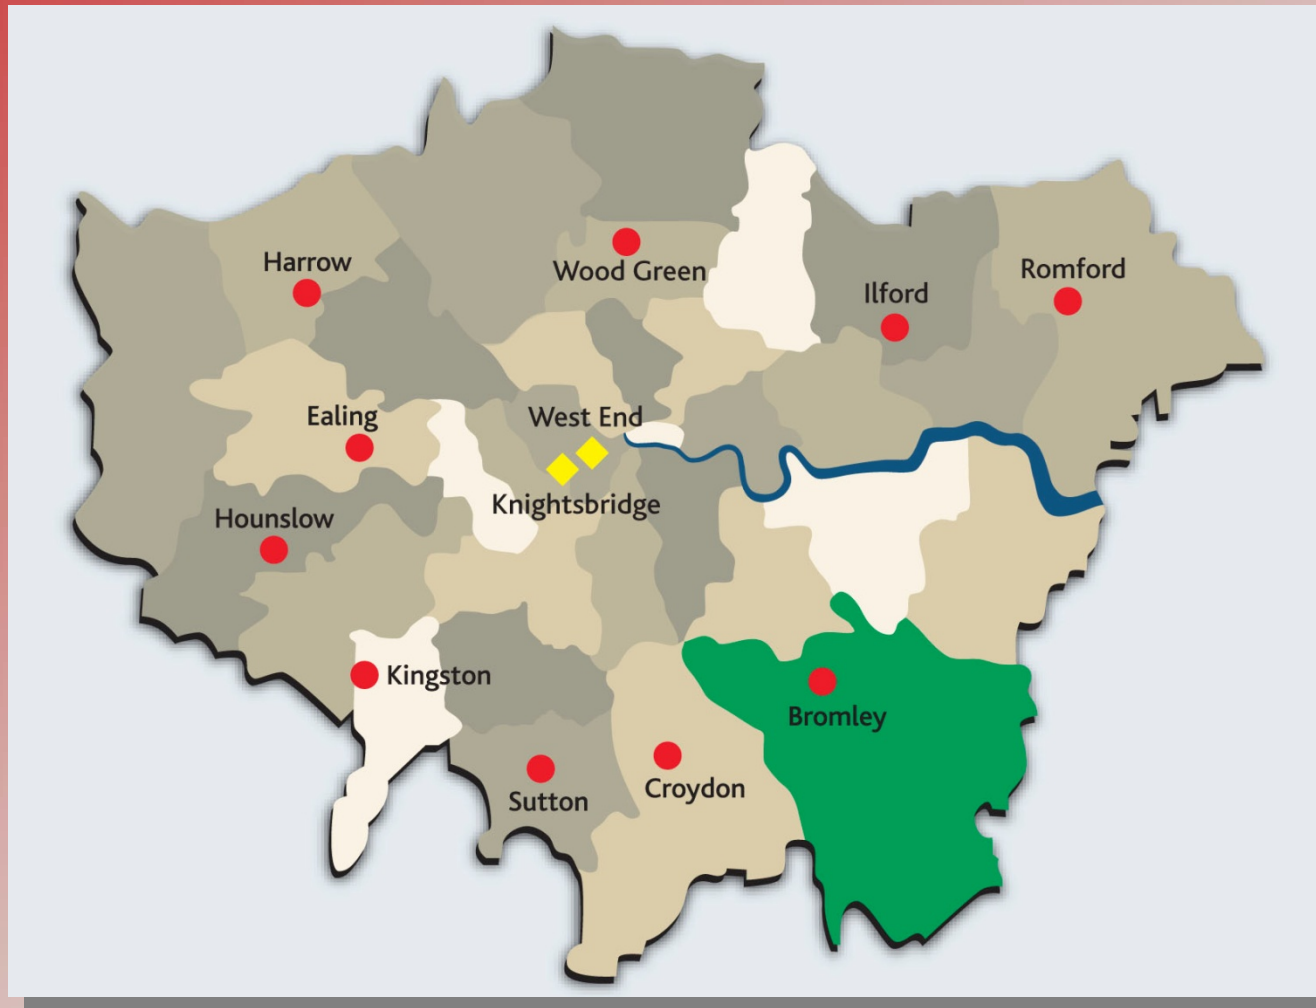 Wood Green
Harrow
Romford
Ilford
Ealing
West End
Knightsbridge
Hounslow
Kingston
Bromley
Croydon
Sutton